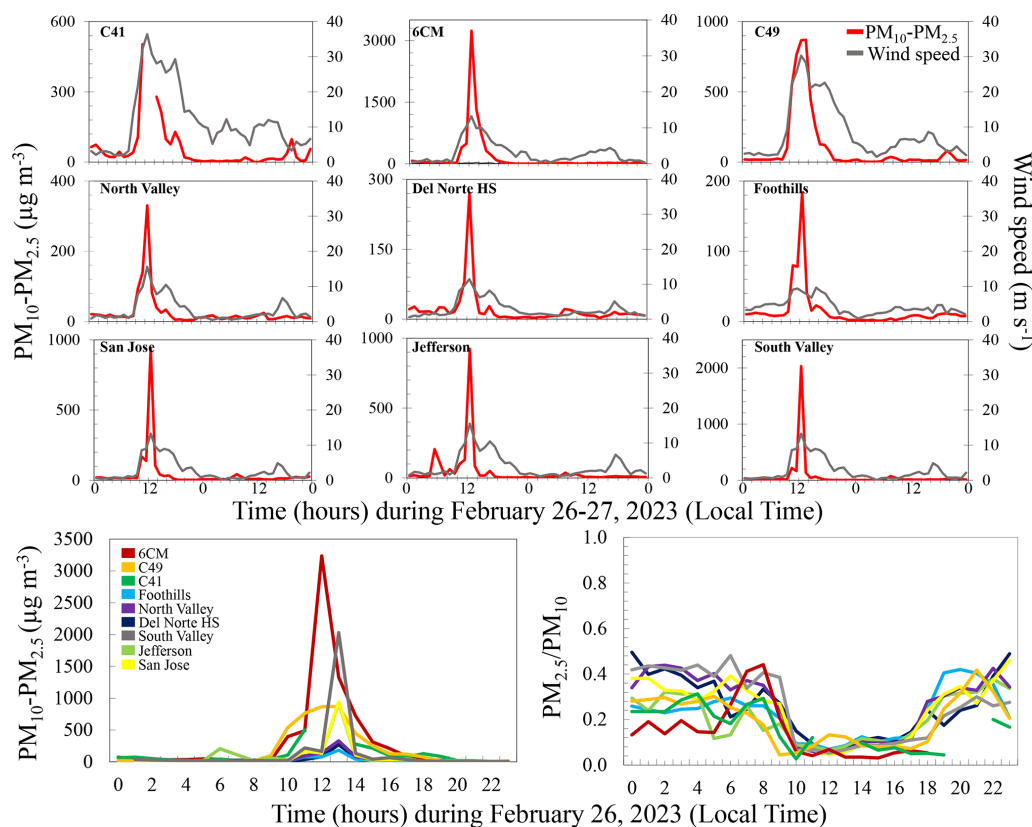 C41
600
300
0
40
30
20
10
0
6CM
3000
1500
0
40
30
20
10
0
C49
1000
500
0
40
30
20
10
0
PM10-PM2.5
Wind speed
North Valley
400
200
0
40
30
20
10
0
Del Norte HS
300
150
0
40
30
20
10
0
Foothills
200
100
0
40
30
20
10
0
San Jose
1000
500
0
40
30
20
10
0
Jefferson
1000
500
0
40
30
20
10
0
South Valley
2000
1000
0
40
30
20
10
0
PM10-PM2.5 (µg m-3)
Wind speed (m s-1)
0 12 0 12 0
0 12 0 12 0
0 12 0 12 0
Time (hours) during February 26-27, 2023 (Local Time)
PM10-PM2.5 (µg m-3)
3500
3000
2500
2000
1500
1000
500
0
6CM
C49
C41
Foothills
North Valley
Del Norte HS
South Valley
Jefferson
San Jose
0 2 4 6 8 10 12 14 16 18 20 22
PM2.5/PM10
1.0
0.8
0.6
0.4
0.2
0.0
0 2 4 6 8 10 12 14 16 18 20 22
Time (hours) during February 26, 2023 (Local Time)